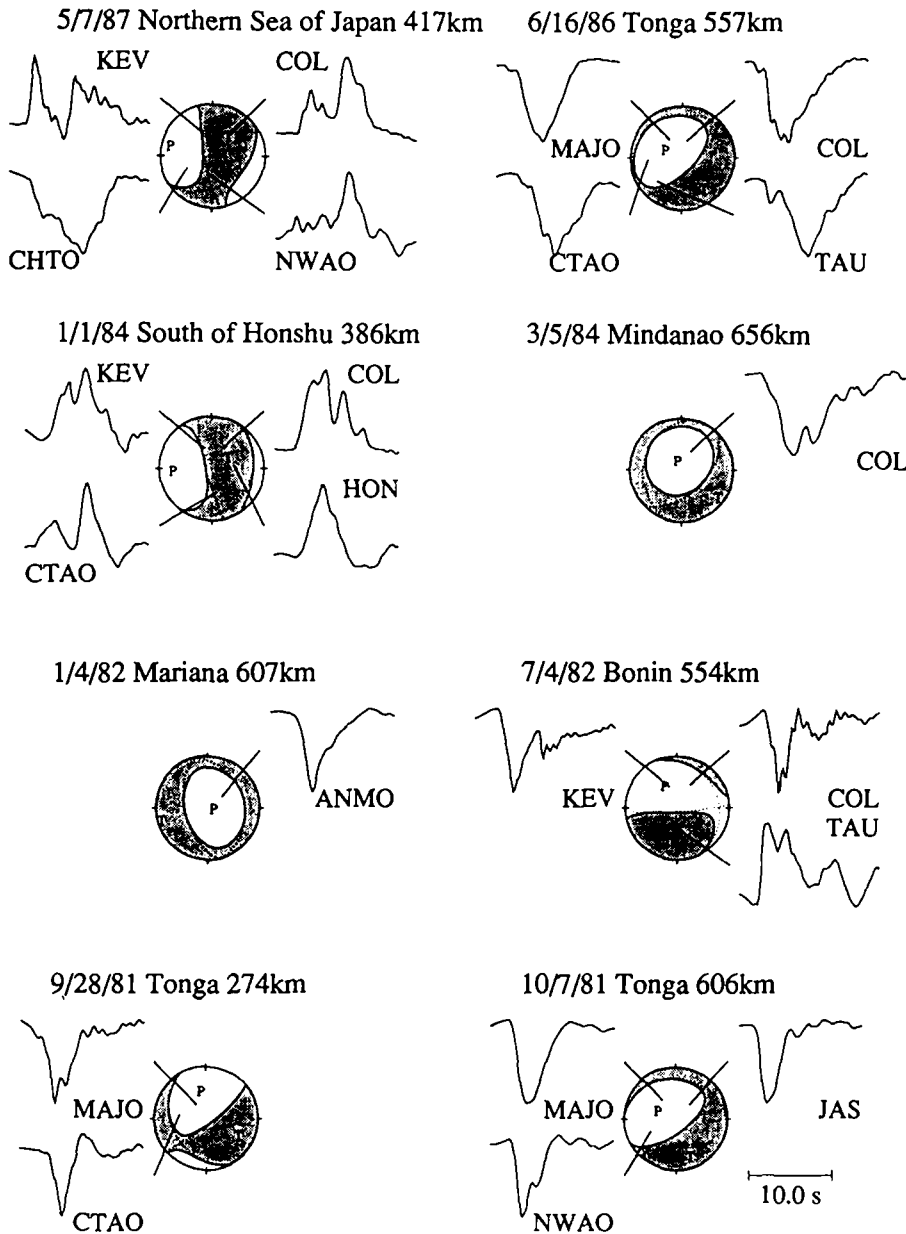 5/7/87 Northern Sea of Japan 417km
KEV
COL
P
CHTO
NWAO
6/16/86 Tonga 557km
MAJO
COL
P
CTAO
TAU
1/1/84 South of Honshu 386km
KEV
COL
P
HON
CTAO
3/5/84 Mindanao 656km
P
COL
1/4/82 Mariana 607km
P
ANMO
7/4/82 Bonin 554km
P
KEV
COL
TAU
9/28/81 Tonga 274km
P
MAJO
CTAO
10/7/81 Tonga 606km
P
MAJO
JAS
NWAO
10.0 s